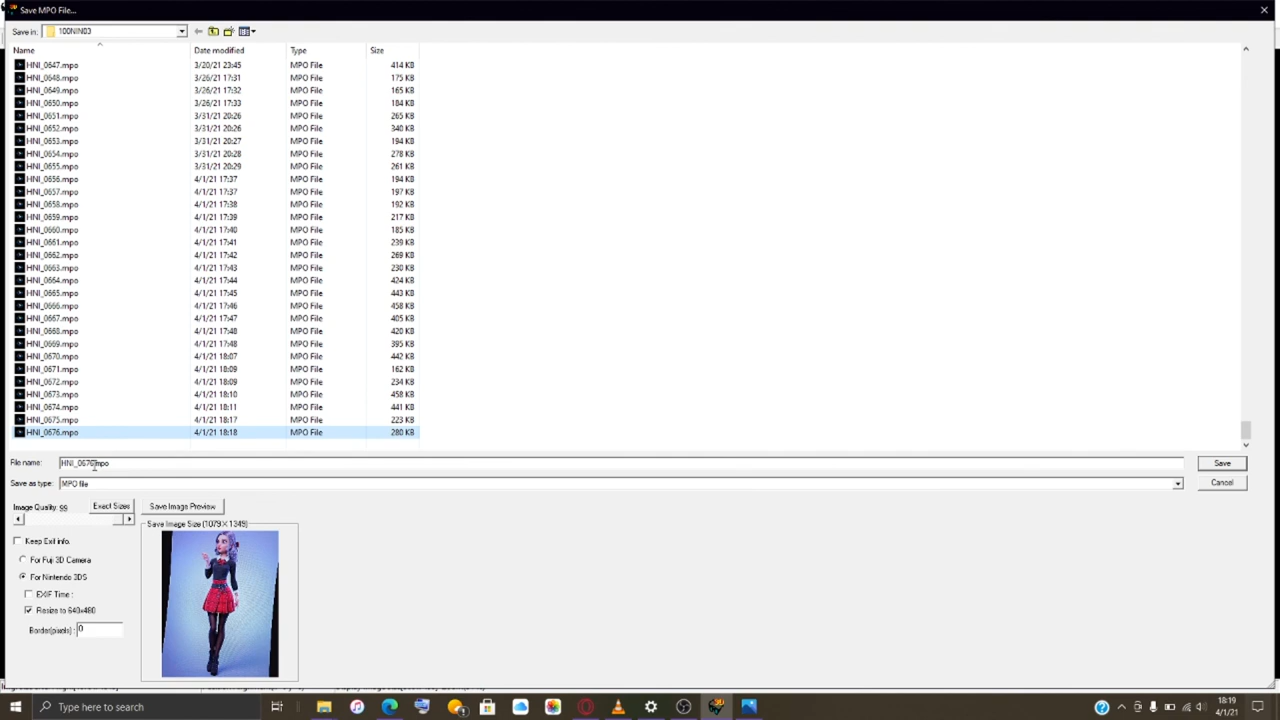 Save MPO File...
Save in: 100NIN03
Name Date modified Type Size
HNI_0647.mpo 3/20/21 23:45 MPO File 414 KB
HNI_0648.mpo 3/26/21 17:31 MPO File 175 KB
HNI_0649.mpo 3/26/21 17:32 MPO File 165 KB
HNI_0650.mpo 3/26/21 17:33 MPO File 184 KB
HNI_0651.mpo 3/31/21 20:26 MPO File 265 KB
HNI_0652.mpo 3/31/21 20:26 MPO File 340 KB
HNI_0653.mpo 3/31/21 20:27 MPO File 194 KB
HNI_0654.mpo 3/31/21 20:28 MPO File 278 KB
HNI_0655.mpo 3/31/21 20:29 MPO File 261 KB
HNI_0656.mpo 4/1/21 17:37 MPO File 194 KB
HNI_0657.mpo 4/1/21 17:37 MPO File 197 KB
HNI_0658.mpo 4/1/21 17:38 MPO File 192 KB
HNI_0659.mpo 4/1/21 17:39 MPO File 217 KB
HNI_0660.mpo 4/1/21 17:40 MPO File 185 KB
HNI_0661.mpo 4/1/21 17:41 MPO File 239 KB
HNI_0662.mpo 4/1/21 17:42 MPO File 269 KB
HNI_0663.mpo 4/1/21 17:43 MPO File 230 KB
HNI_0664.mpo 4/1/21 17:44 MPO File 424 KB
HNI_0665.mpo 4/1/21 17:45 MPO File 443 KB
HNI_0666.mpo 4/1/21 17:46 MPO File 458 KB
HNI_0667.mpo 4/1/21 17:47 MPO File 405 KB
HNI_0668.mpo 4/1/21 17:48 MPO File 420 KB
HNI_0669.mpo 4/1/21 17:48 MPO File 395 KB
HNI_0670.mpo 4/1/21 18:07 MPO File 442 KB
HNI_0671.mpo 4/1/21 18:09 MPO File 162 KB
HNI_0672.mpo 4/1/21 18:09 MPO File 234 KB
HNI_0673.mpo 4/1/21 18:10 MPO File 458 KB
HNI_0674.mpo 4/1/21 18:11 MPO File 441 KB
HNI_0675.mpo 4/1/21 18:17 MPO File 223 KB
HNI_0676.mpo 4/1/21 18:18 MPO File 280 KB
File name: HNI_0676.mpo Save
Save as type: MPO file Cancel
Image Quality: 99 Exact Sizes Save Image Preview
Save Image Size (1079×1349)
Keep Exif info.
For Fuji 3D Camera
For Nintendo 3DS
EXIF Time :
Resize to 640x480
Border(pixels) : 0
Type here to search
18:19
4/1/21